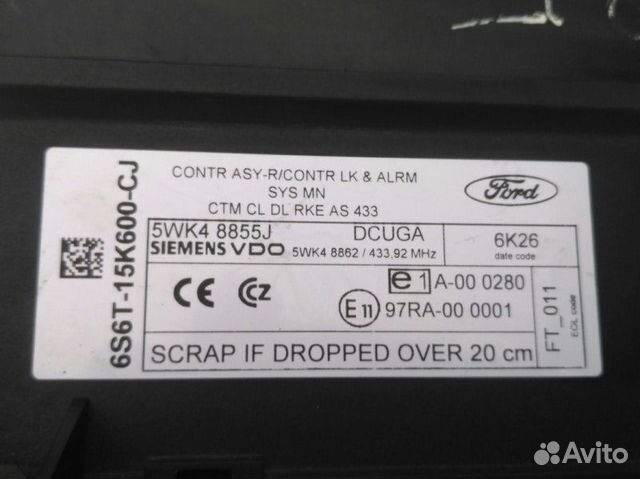 6S6T-15K600-CJ
CONTR ASY-R/CONTR LK & ALRM
SYS MN
CTM CL DL RKE AS 433
Ford
5WK4 8855J DCUGA
SIEMENS VDO 5WK4 8862 / 433,92 MHz
6K26
date code
CE CZ
e1 A-00 0280
E11 97RA-00 0001
FT_011
EOL code
SCRAP IF DROPPED OVER 20 cm
Avito